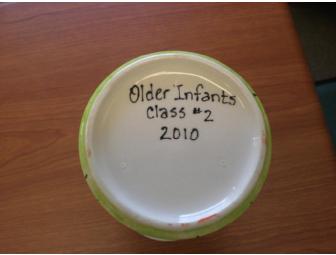 Older Infants
Class #2
2010